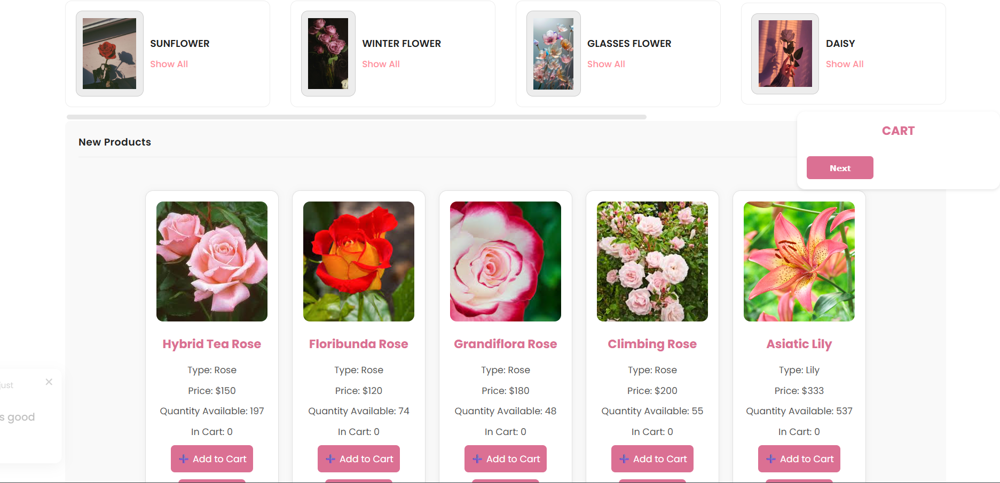 SUNFLOWER
Show All
WINTER FLOWER
Show All
GLASSES FLOWER
Show All
DAISY
Show All
CART
Next
New Products
Hybrid Tea Rose
Type: Rose
Price: $150
Quantity Available: 197
In Cart: 0
Add to Cart
Floribunda Rose
Type: Rose
Price: $120
Quantity Available: 74
In Cart: 0
Add to Cart
Grandiflora Rose
Type: Rose
Price: $180
Quantity Available: 48
In Cart: 0
Add to Cart
Climbing Rose
Type: Rose
Price: $200
Quantity Available: 55
In Cart: 0
Add to Cart
Asiatic Lily
Type: Lily
Price: $333
Quantity Available: 537
In Cart: 0
Add to Cart
just
s good